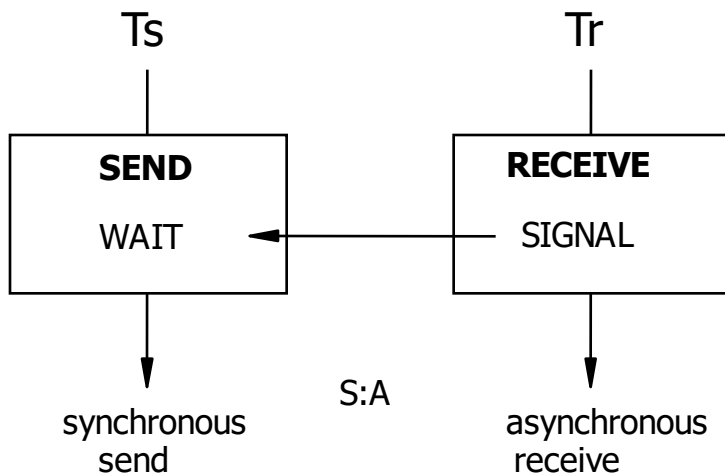 Ts
Tr
SEND
RECEIVE
WAIT
SIGNAL
S:A
synchronous
send
asynchronous
receive